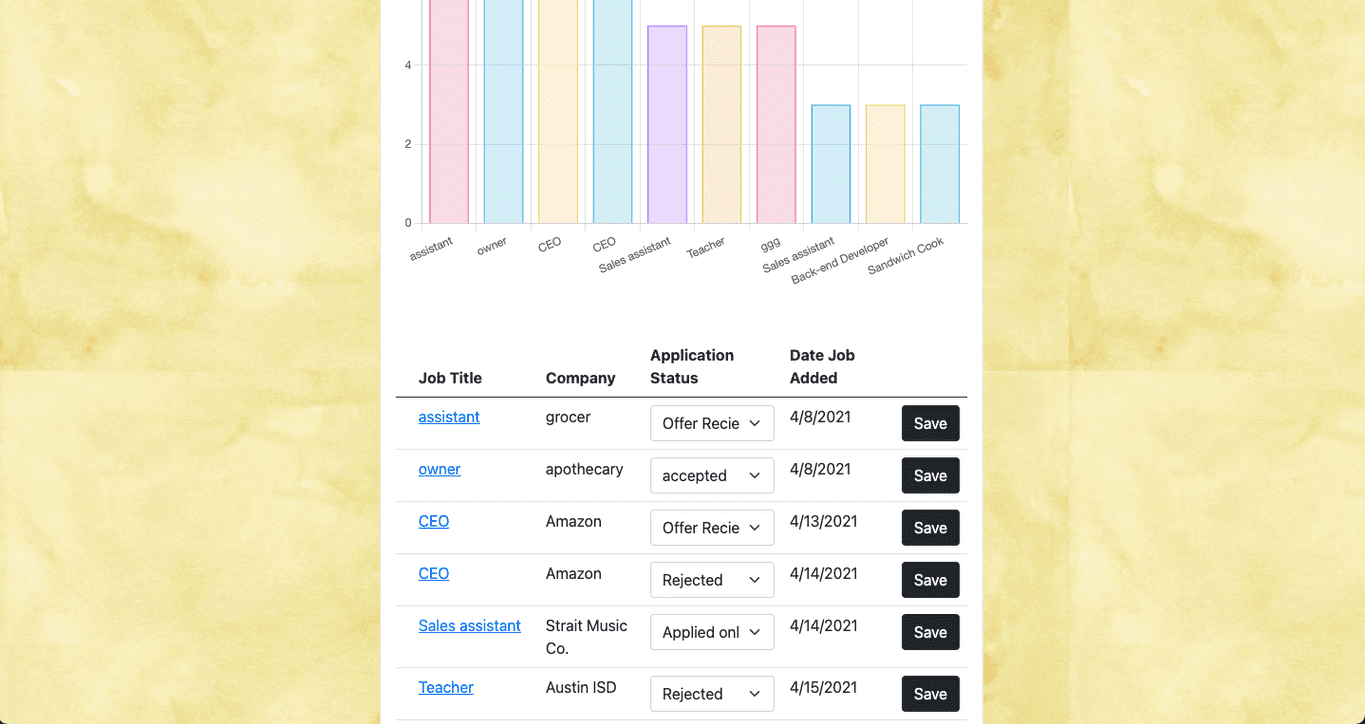 4
2
0
assistant
owner
CEO
CEO
Sales assistant
Teacher
ggg
Sales assistant
Back-end Developer
Sandwich Cook
Job Title Company Application Status Date Job Added
assistant grocer Offer Recie 4/8/2021 Save
owner apothecary accepted 4/8/2021 Save
CEO Amazon Offer Recie 4/13/2021 Save
CEO Amazon Rejected 4/14/2021 Save
Sales assistant Strait Music Co. Applied onl 4/14/2021 Save
Teacher Austin ISD Rejected 4/15/2021 Save